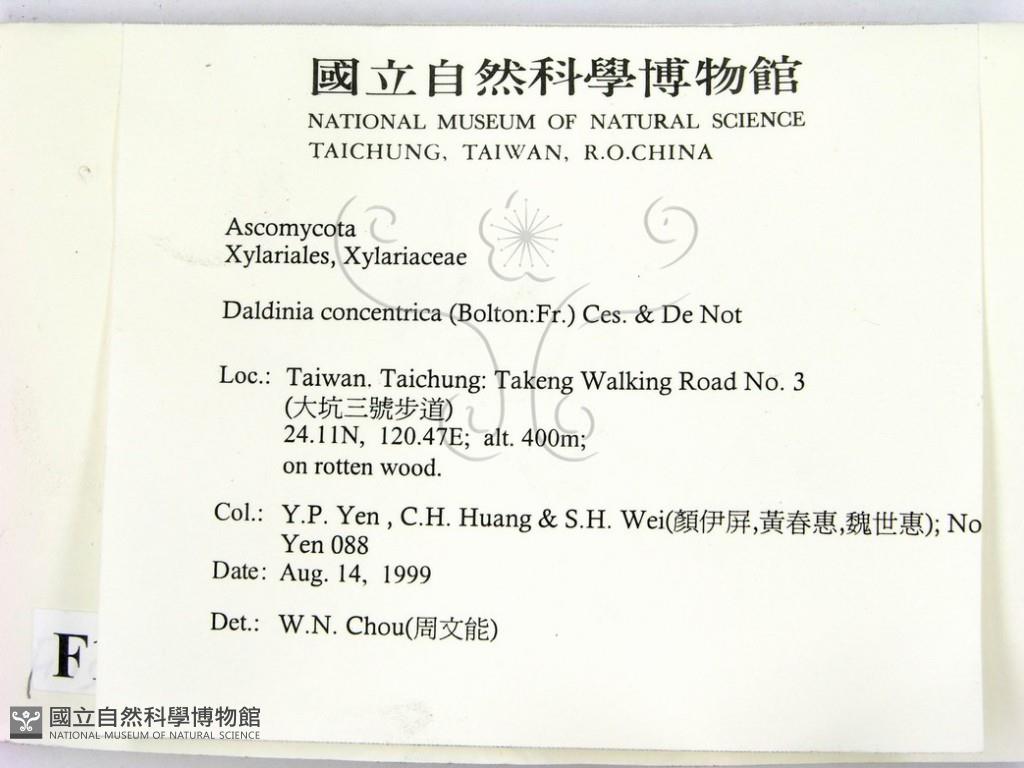 國立自然科學博物館
NATIONAL MUSEUM OF NATURAL SCIENCE
TAICHUNG, TAIWAN, R.O.CHINA
Ascomycota
Xylariales, Xylariaceae
Daldinia concentrica (Bolton:Fr.) Ces. & De Not
Loc.: Taiwan. Taichung: Takeng Walking Road No. 3
(大坑三號步道)
24.11N, 120.47E; alt. 400m;
on rotten wood.
Col.: Y.P. Yen , C.H. Huang & S.H. Wei(顏伊屏,黃春惠,魏世惠); No
Yen 088
Date: Aug. 14, 1999
Det.: W.N. Chou(周文能)
F
國立自然科學博物館
NATIONAL MUSEUM OF NATURAL SCIENCE